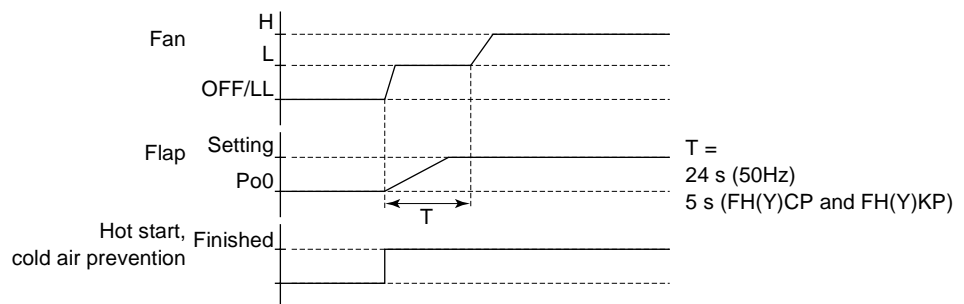 H
Fan
L
OFF/LL
Setting
Flap
Po0
T
T =
24 s (50Hz)
5 s (FH(Y)CP and FH(Y)KP)
Hot start,
cold air prevention
Finished